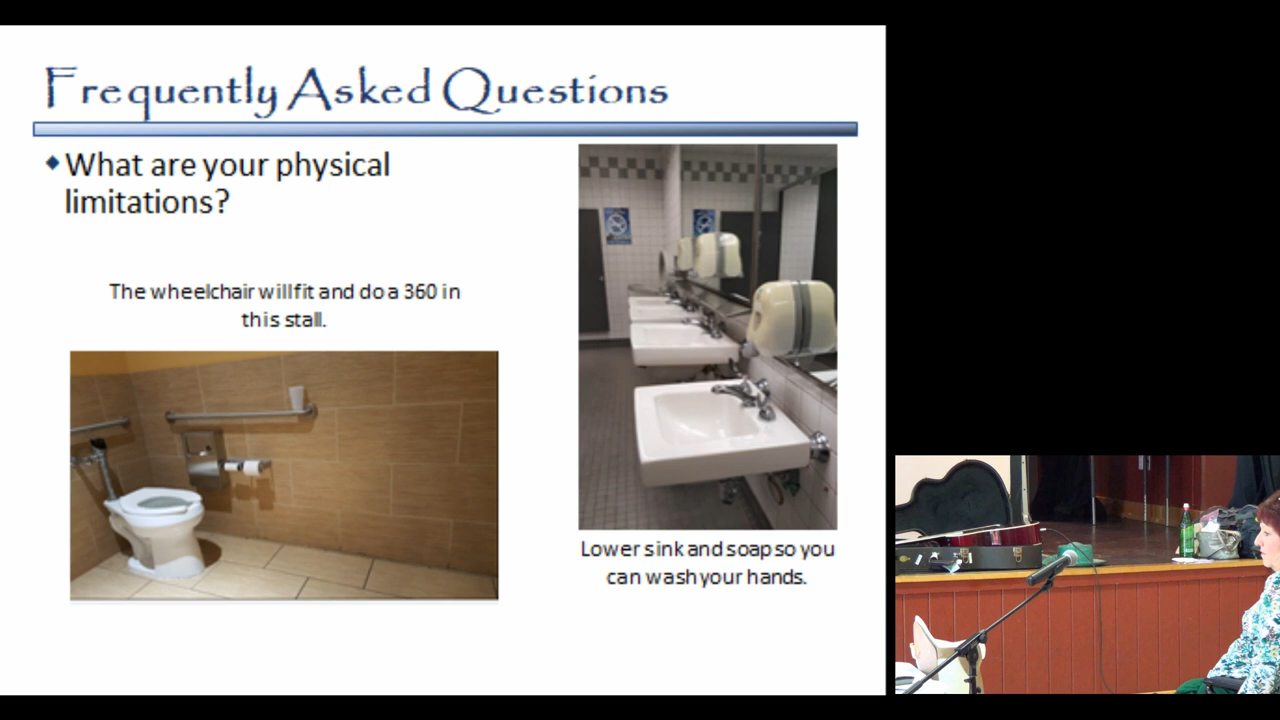 Frequently Asked Questions
What are your physical
limitations?
The wheelchair will fit and do a 360 in
this stall.
Lower sink and soap so you
can wash your hands.